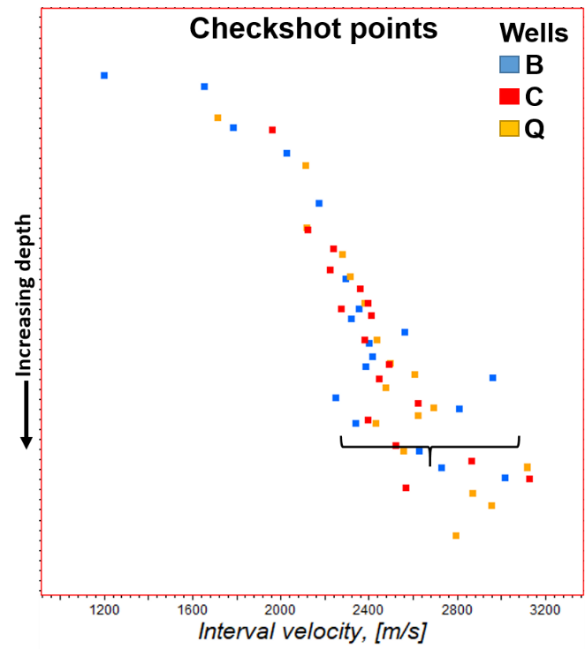 Checkshot points
Wells
B
C
Q
Increasing depth
1200 1600 2000 2400 2800 3200
Interval velocity, [m/s]